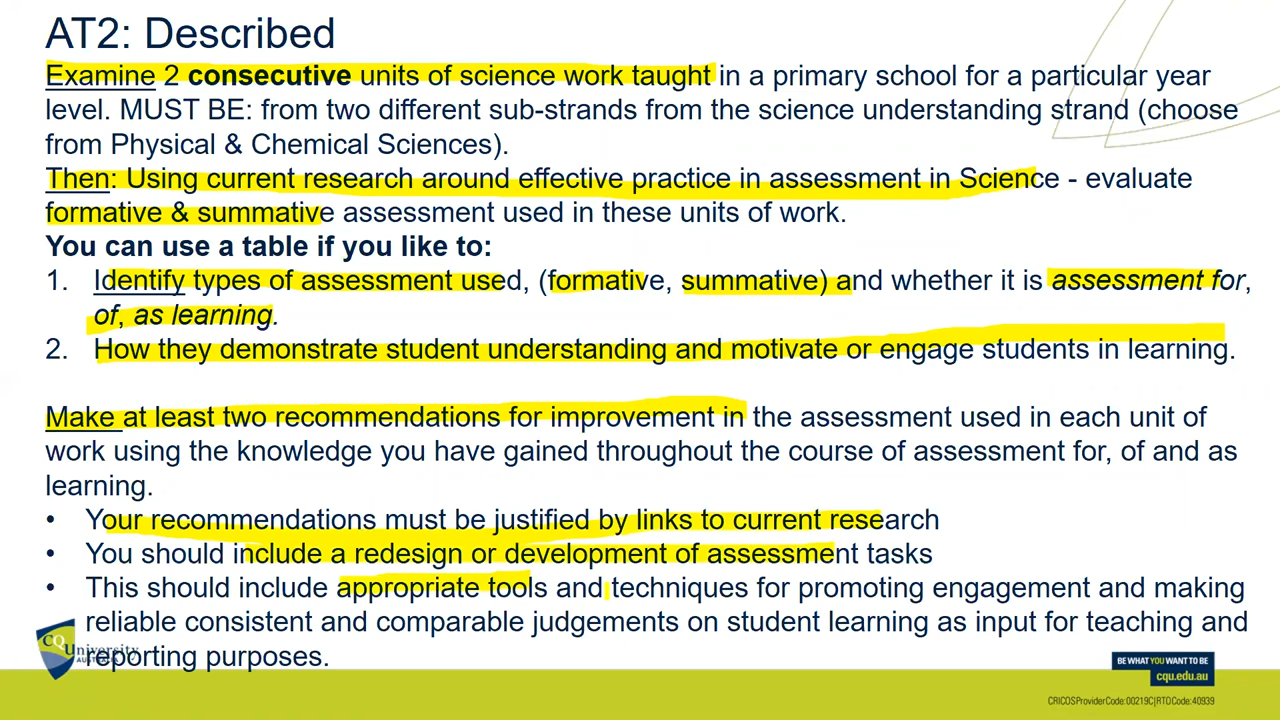 AT2: Described
Examine 2 consecutive units of science work taught in a primary school for a particular year
level. MUST BE: from two different sub-strands from the science understanding strand (choose
from Physical & Chemical Sciences).
Then: Using current research around effective practice in assessment in Science - evaluate
formative & summative assessment used in these units of work.
You can use a table if you like to:
1. Identify types of assessment used, (formative, summative) and whether it is assessment for,
of, as learning.
2. How they demonstrate student understanding and motivate or engage students in learning.
Make at least two recommendations for improvement in the assessment used in each unit of
work using the knowledge you have gained throughout the course of assessment for, of and as
learning.
• Your recommendations must be justified by links to current research
• You should include a redesign or development of assessment tasks
• This should include appropriate tools and techniques for promoting engagement and making
reliable consistent and comparable judgements on student learning as input for teaching and
reporting purposes.
CQUniversity
AUSTRALIA
BE WHAT YOU WANT TO BE
cqu.edu.au
CRICOS Provider Code: 00219C | RTO Code: 40939